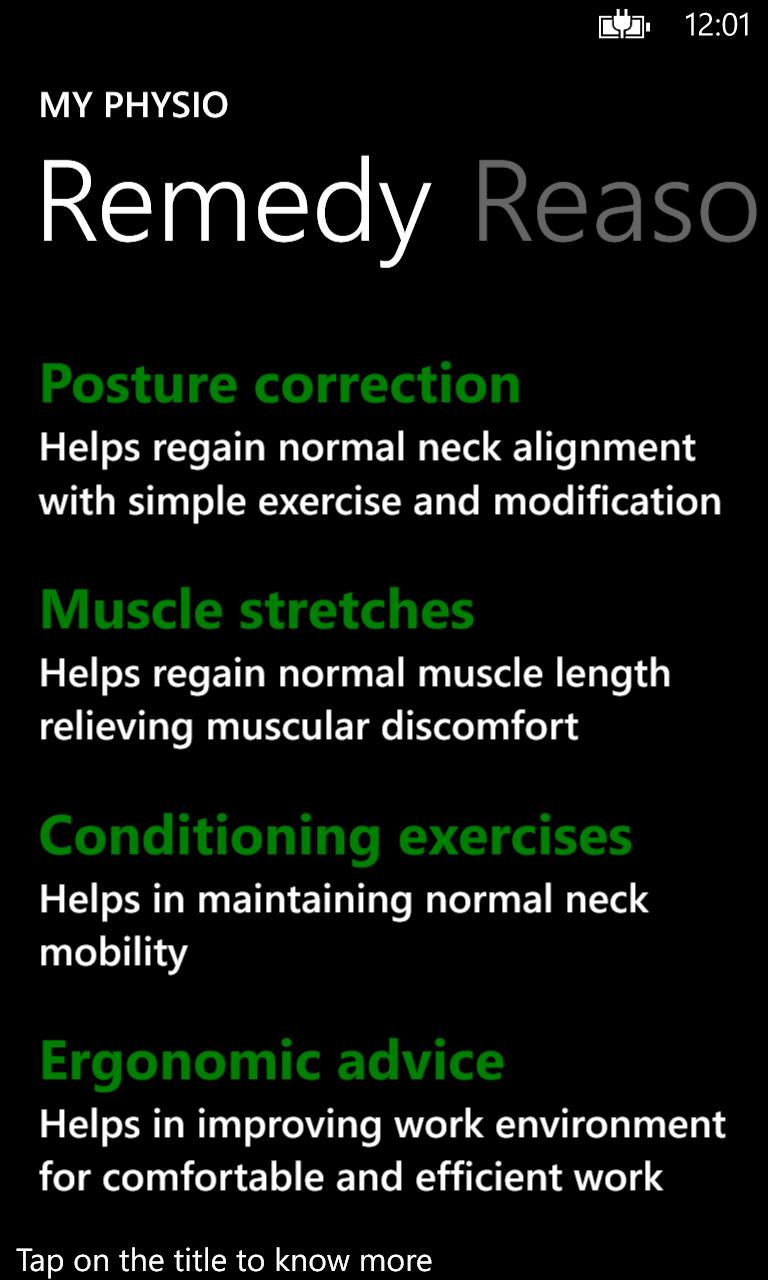 12:01
MY PHYSIO
Remedy Reaso
Posture correction
Helps regain normal neck alignment
with simple exercise and modification
Muscle stretches
Helps regain normal muscle length
relieving muscular discomfort
Conditioning exercises
Helps in maintaining normal neck
mobility
Ergonomic advice
Helps in improving work environment
for comfortable and efficient work
Tap on the title to know more